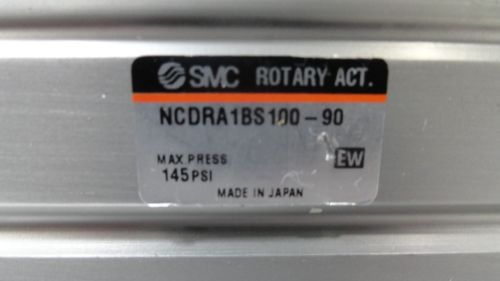 SMC ROTARY ACT.
NCDRA1BS100-90
MAX.PRESS EW
145PSI
MADE IN JAPAN